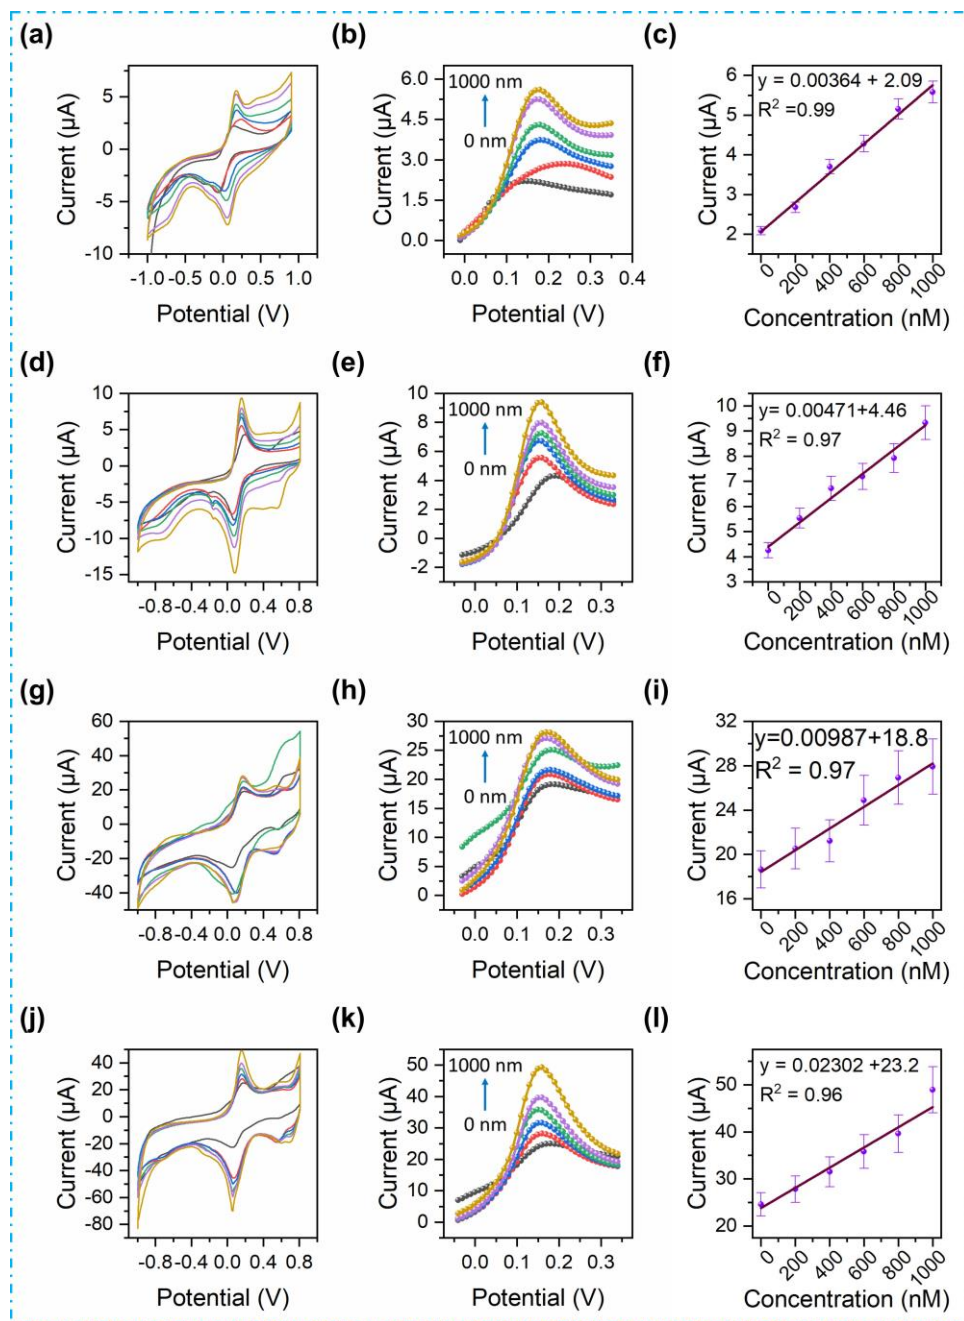 (a)
(b)
(c)
Current (µA)
5
0
-5
-10
-1.0 -0.5 0.0 0.5 1.0
Potential (V)
Current (µA)
6.0
4.5
3.0
1.5
0.0
1000 nm
0 nm
0.0 0.1 0.2 0.3 0.4
Potential (V)
Current (µA)
6
5
4
3
2
y = 0.00364 + 2.09
R² =0.99
0 200 400 600 800 1000
Concentration (nM)
(d)
(e)
(f)
Current (µA)
10
5
0
-5
-10
-15
-0.8 -0.4 0.0 0.4 0.8
Potential (V)
Current (µA)
10
8
6
4
2
0
-2
1000 nm
0 nm
0.0 0.1 0.2 0.3
Potential (V)
Current (µA)
10
9
8
7
6
5
4
3
y= 0.00471+4.46
R² = 0.97
0 200 400 600 800 1000
Concentration (nM)
(g)
(h)
(i)
Current (µA)
60
40
20
0
-20
-40
-0.8 -0.4 0.0 0.4 0.8
Potential (V)
Current (µA)
30
25
20
15
10
5
0
1000 nm
0 nm
0.0 0.1 0.2 0.3
Potential (V)
Current (µA)
32
28
24
20
16
y=0.00987+18.8
R² = 0.97
0 200 400 600 800 1000
Concentration (nM)
(j)
(k)
(l)
Current (µA)
40
20
0
-20
-40
-60
-80
-0.8 -0.4 0.0 0.4 0.8
Potential (V)
Current (µA)
50
40
30
20
10
0
1000 nm
0 nm
0.0 0.1 0.2 0.3
Potential (V)
Current (µA)
50
40
30
20
y = 0.02302 +23.2
R² = 0.96
0 200 400 600 800 1000
Concentration (nM)